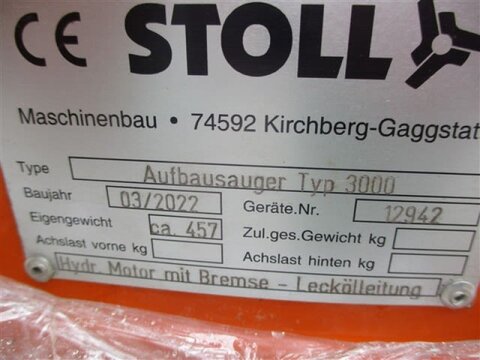 CE STOLL
Maschinenbau • 74592 Kirchberg-Gaggstat
Type Aufbausauger Typ 3000
Baujahr 03/2022 Geräte.Nr. 12942
Eigengewicht ca. 457 Zul.ges.Gewicht kg
Achslast vorne kg Achslast hinten kg
Hydr. Motor mit Bremse - Leckölleitung